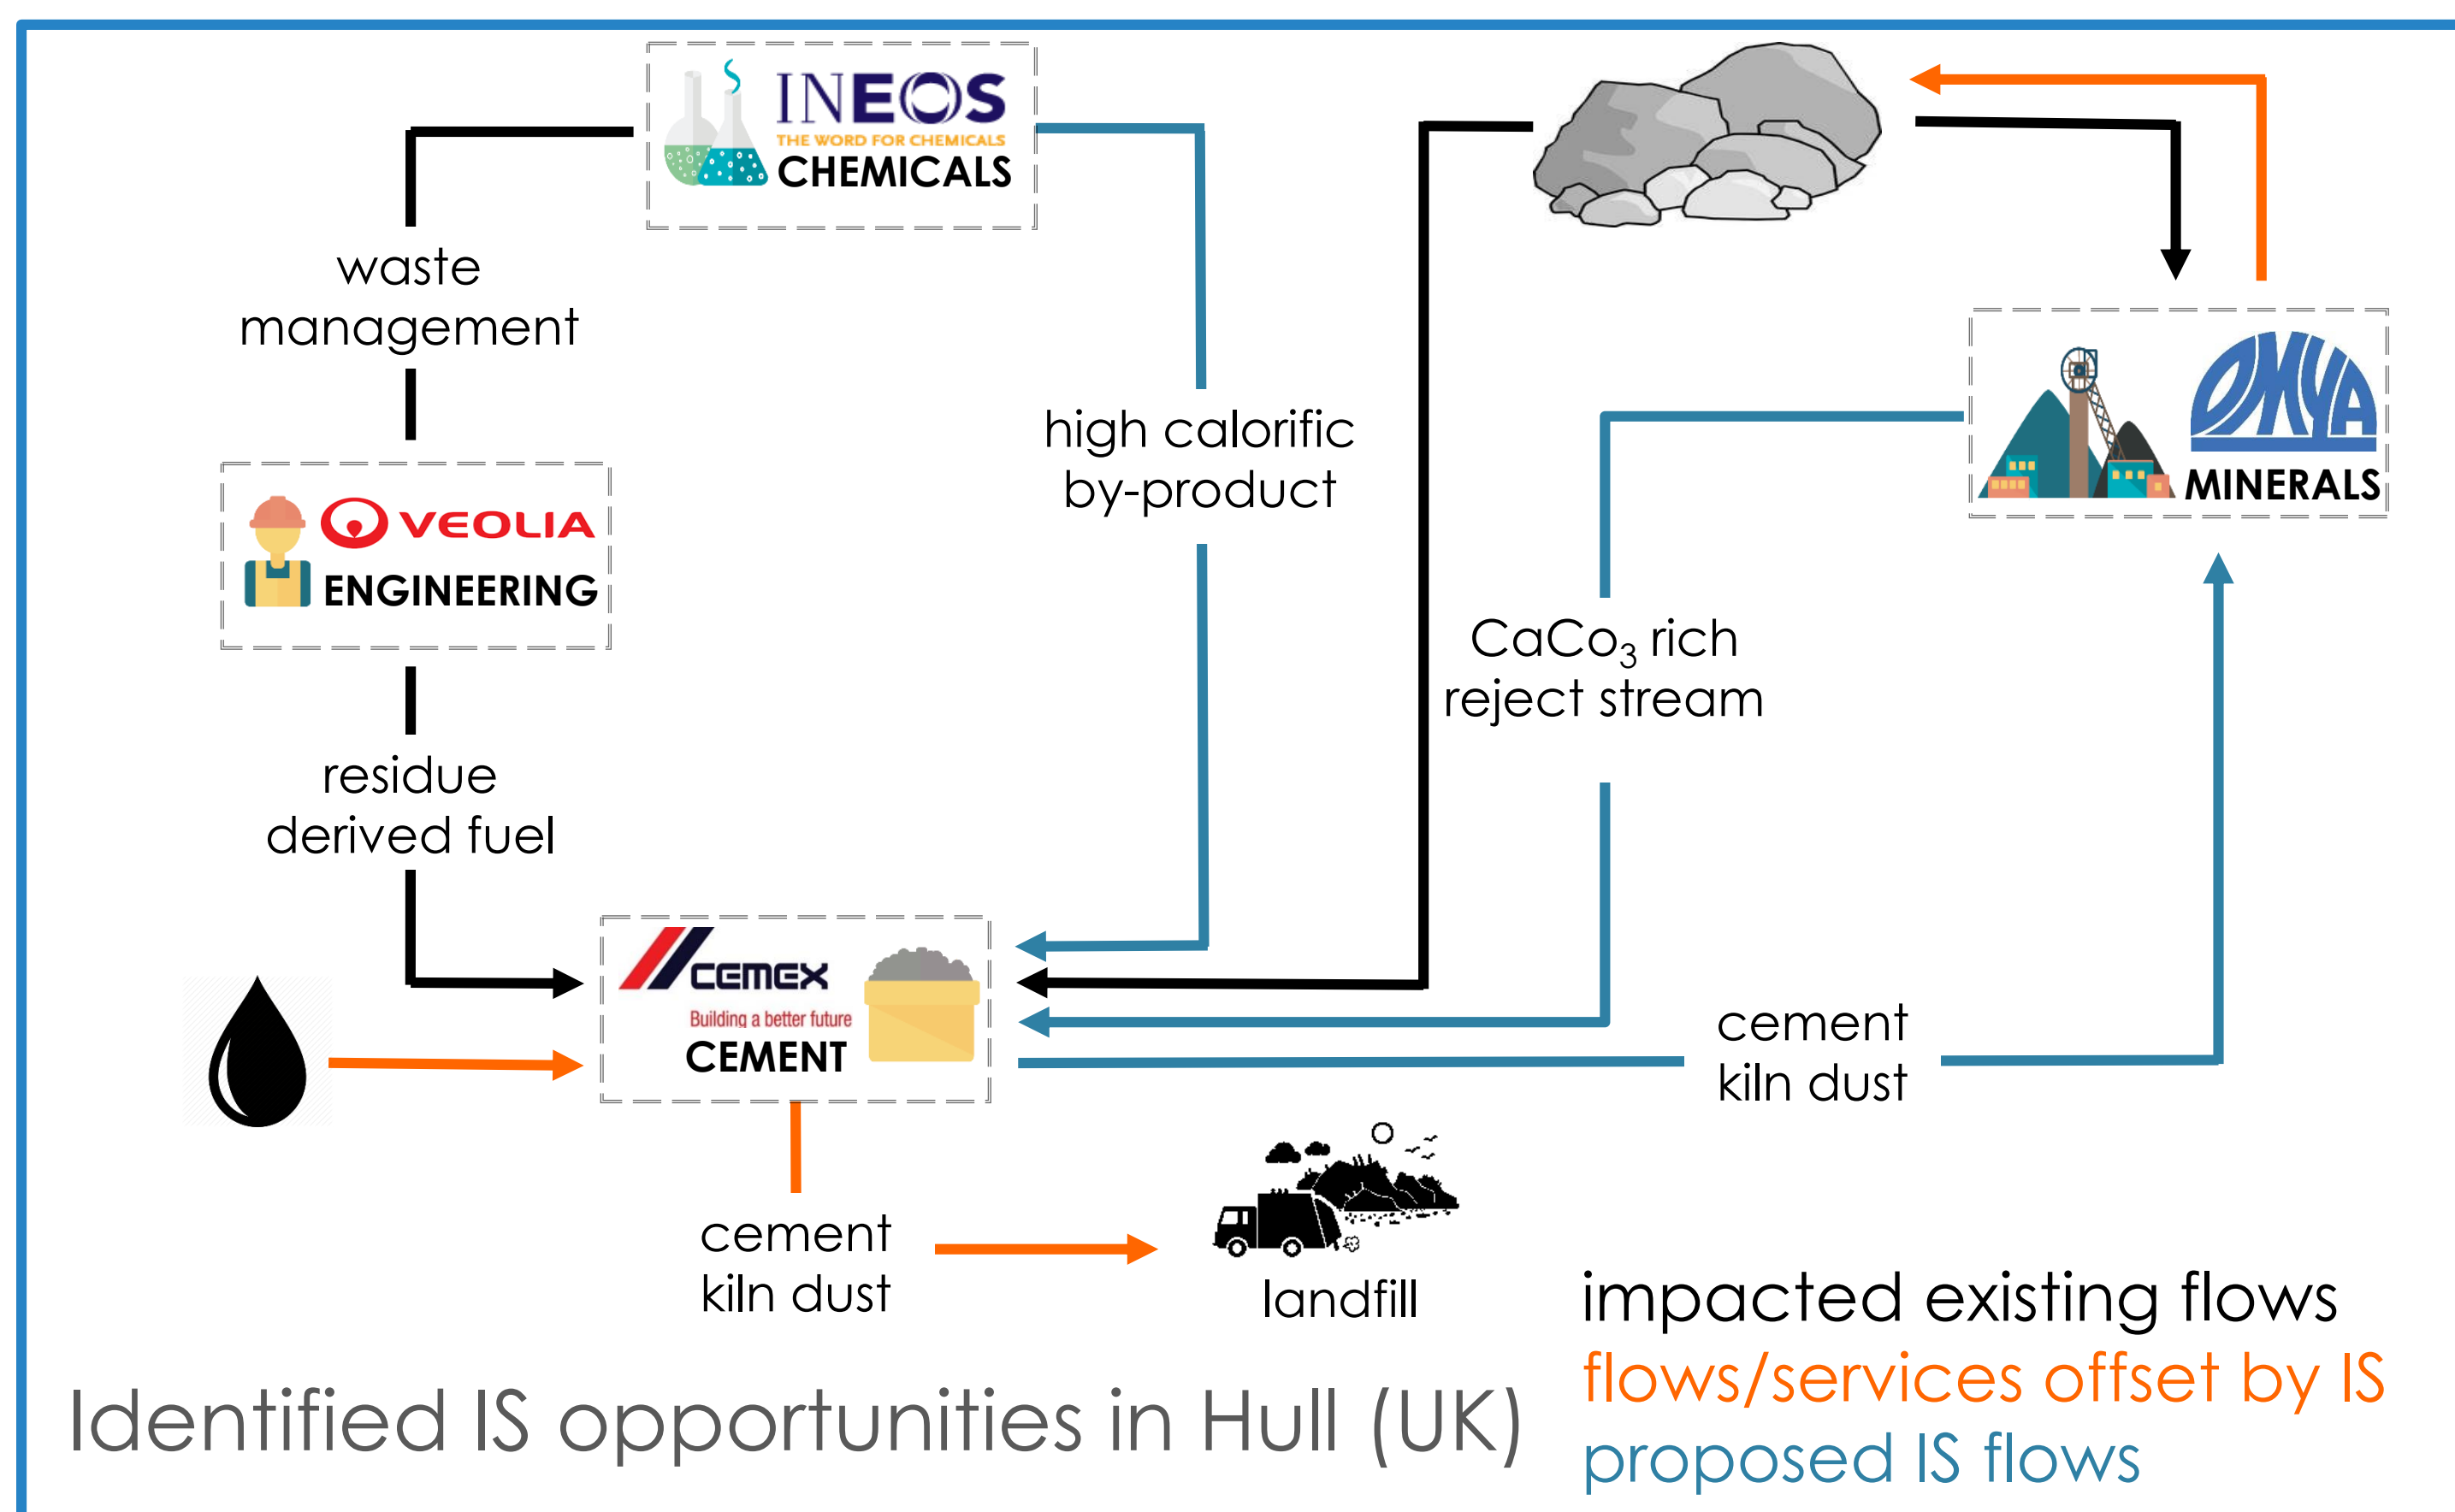 INEOS
THE WORD FOR CHEMICALS
CHEMICALS
waste
management
high calorific
by-product
OMYA
MINERALS
VEOLIA
ENGINEERING
CaCo₃ rich
reject stream
residue
derived fuel
CEMEX
Building a better future
CEMENT
cement
kiln dust
cement
kiln dust
landfill
impacted existing flows
flows/services offset by IS
proposed IS flows
Identified IS opportunities in Hull (UK)